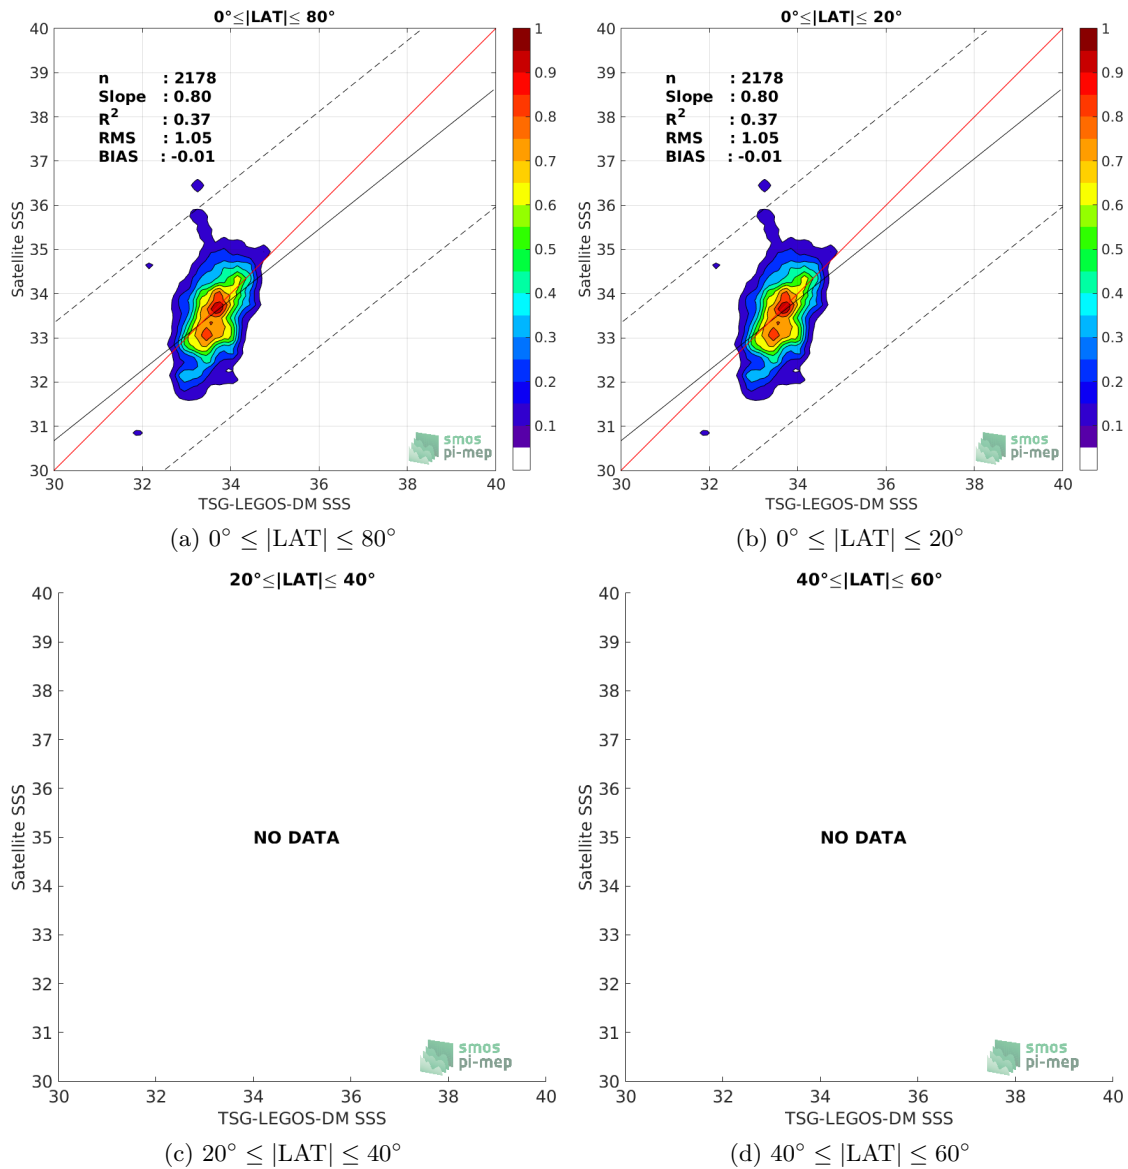 0°≤|LAT|≤ 80°
40
39
38
37
36
35
34
33
32
31
30
Satellite SSS
n : 2178
Slope : 0.80
R2 : 0.37
RMS : 1.05
BIAS : -0.01
smos
pi-mep
30 32 34 36 38 40
TSG-LEGOS-DM SSS
1
0.9
0.8
0.7
0.6
0.5
0.4
0.3
0.2
0.1
(a) 0° ≤ |LAT| ≤ 80°
0°≤|LAT|≤ 20°
40
39
38
37
36
35
34
33
32
31
30
Satellite SSS
n : 2178
Slope : 0.80
R2 : 0.37
RMS : 1.05
BIAS : -0.01
smos
pi-mep
30 32 34 36 38 40
TSG-LEGOS-DM SSS
1
0.9
0.8
0.7
0.6
0.5
0.4
0.3
0.2
0.1
(b) 0° ≤ |LAT| ≤ 20°
20°≤|LAT|≤ 40°
40
39
38
37
36
35
34
33
32
31
30
Satellite SSS
NO DATA
smos
pi-mep
30 32 34 36 38 40
TSG-LEGOS-DM SSS
(c) 20° ≤ |LAT| ≤ 40°
40°≤|LAT|≤ 60°
40
39
38
37
36
35
34
33
32
31
30
Satellite SSS
NO DATA
smos
pi-mep
30 32 34 36 38 40
TSG-LEGOS-DM SSS
(d) 40° ≤ |LAT| ≤ 60°